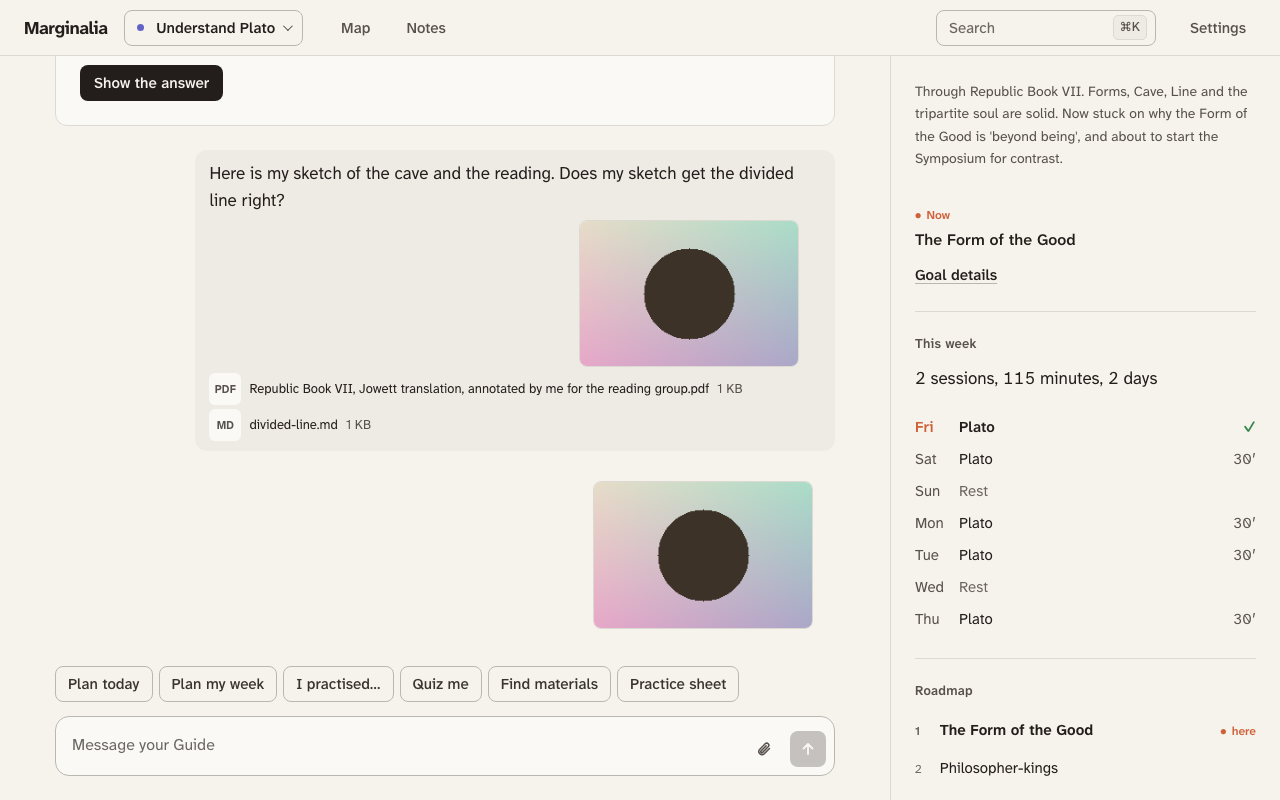 Marginalia
Understand Plato
Map
Notes
Search
⌘K
Settings
Show the answer
Here is my sketch of the cave and the reading. Does my sketch get the divided
line right?
PDF Republic Book VII, Jowett translation, annotated by me for the reading group.pdf 1 KB
MD divided-line.md 1 KB
Plan today
Plan my week
I practised…
Quiz me
Find materials
Practice sheet
Message your Guide
Through Republic Book VII. Forms, Cave, Line and the
tripartite soul are solid. Now stuck on why the Form of
the Good is 'beyond being', and about to start the
Symposium for contrast.
Now
The Form of the Good
Goal details
This week
2 sessions, 115 minutes, 2 days
Fri Plato ✓
Sat Plato 30′
Sun Rest
Mon Plato 30′
Tue Plato 30′
Wed Rest
Thu Plato 30′
Roadmap
1 The Form of the Good here
2 Philosopher-kings